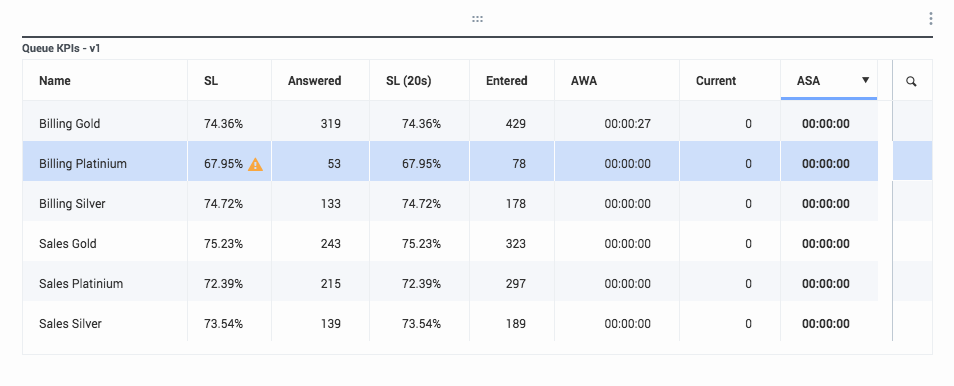 Queue KPIs - v1
Name SL Answered SL (20s) Entered AWA Current ASA
Billing Gold 74.36% 319 74.36% 429 00:00:27 0 00:00:00
Billing Platinium 67.95% 53 67.95% 78 00:00:00 0 00:00:00
Billing Silver 74.72% 133 74.72% 178 00:00:00 0 00:00:00
Sales Gold 75.23% 243 75.23% 323 00:00:00 0 00:00:00
Sales Platinium 72.39% 215 72.39% 297 00:00:00 0 00:00:00
Sales Silver 73.54% 139 73.54% 189 00:00:00 0 00:00:00